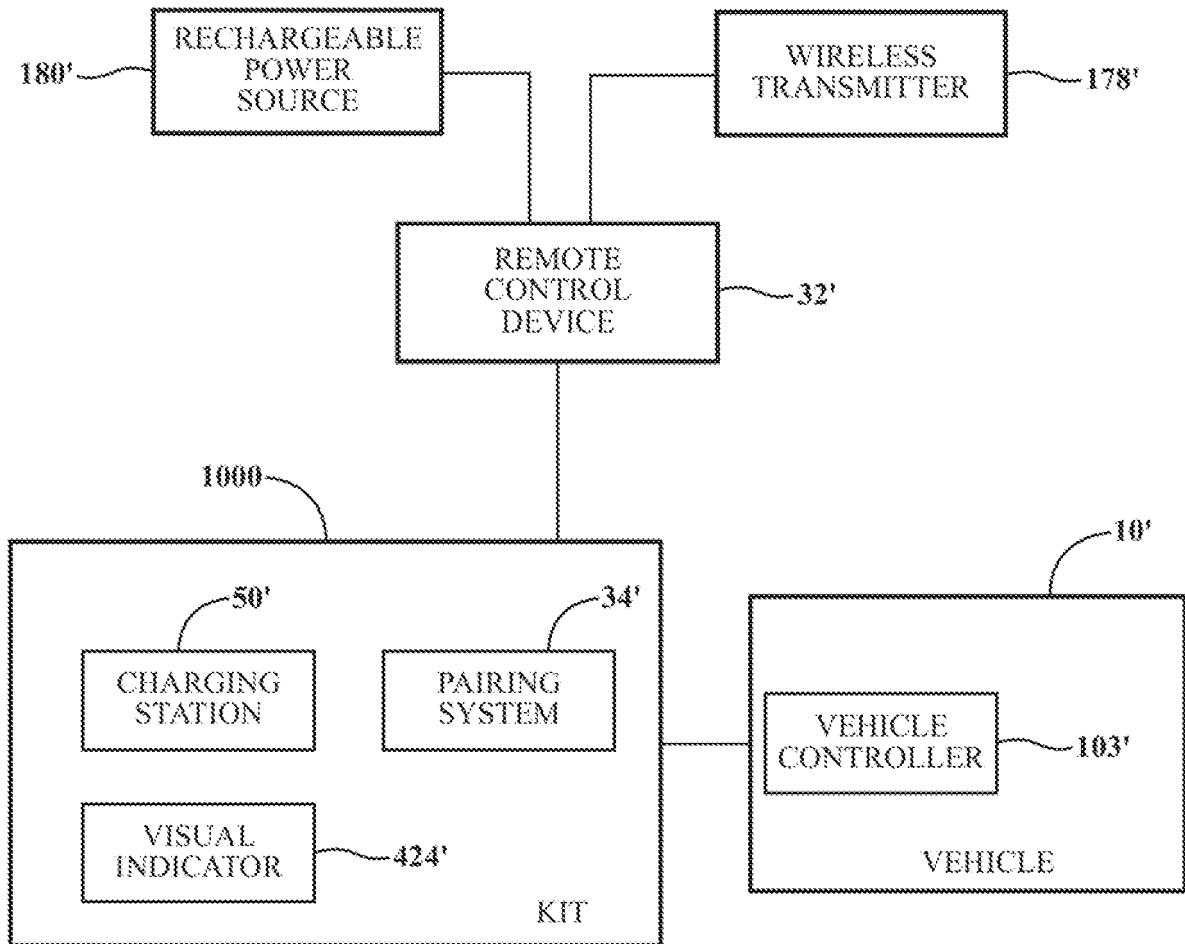 RECHARGEABLE
POWER
SOURCE
180'
WIRELESS
TRANSMITTER
178'
REMOTE
CONTROL
DEVICE
32'
1000
10'
50'
34'
CHARGING
STATION
PAIRING
SYSTEM
VEHICLE
CONTROLLER
103'
VISUAL
INDICATOR
424'
VEHICLE
KIT